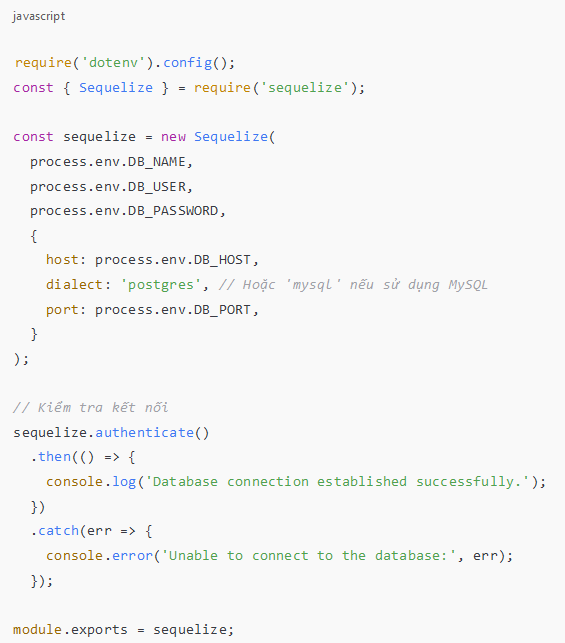 javascript
require('dotenv').config();
const { Sequelize } = require('sequelize');
const sequelize = new Sequelize(
process.env.DB_NAME,
process.env.DB_USER,
process.env.DB_PASSWORD,
{
host: process.env.DB_HOST,
dialect: 'postgres', // Hoặc 'mysql' nếu sử dụng MySQL
port: process.env.DB_PORT,
}
);
// Kiểm tra kết nối
sequelize.authenticate()
.then(() => {
console.log('Database connection established successfully.');
})
.catch(err => {
console.error('Unable to connect to the database:', err);
});
module.exports = sequelize;